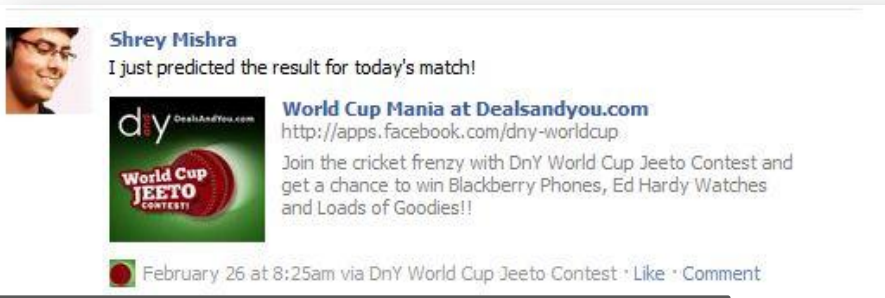 Shrey Mishra
I just predicted the result for today's match!
d and y DealsAndYou.com
World Cup
JEETO
CONTEST!
World Cup Mania at Dealsandyou.com
http://apps.facebook.com/dny-worldcup
Join the cricket frenzy with DnY World Cup Jeeto Contest and
get a chance to win Blackberry Phones, Ed Hardy Watches
and Loads of Goodies!!
February 26 at 8:25am via DnY World Cup Jeeto Contest · Like · Comment